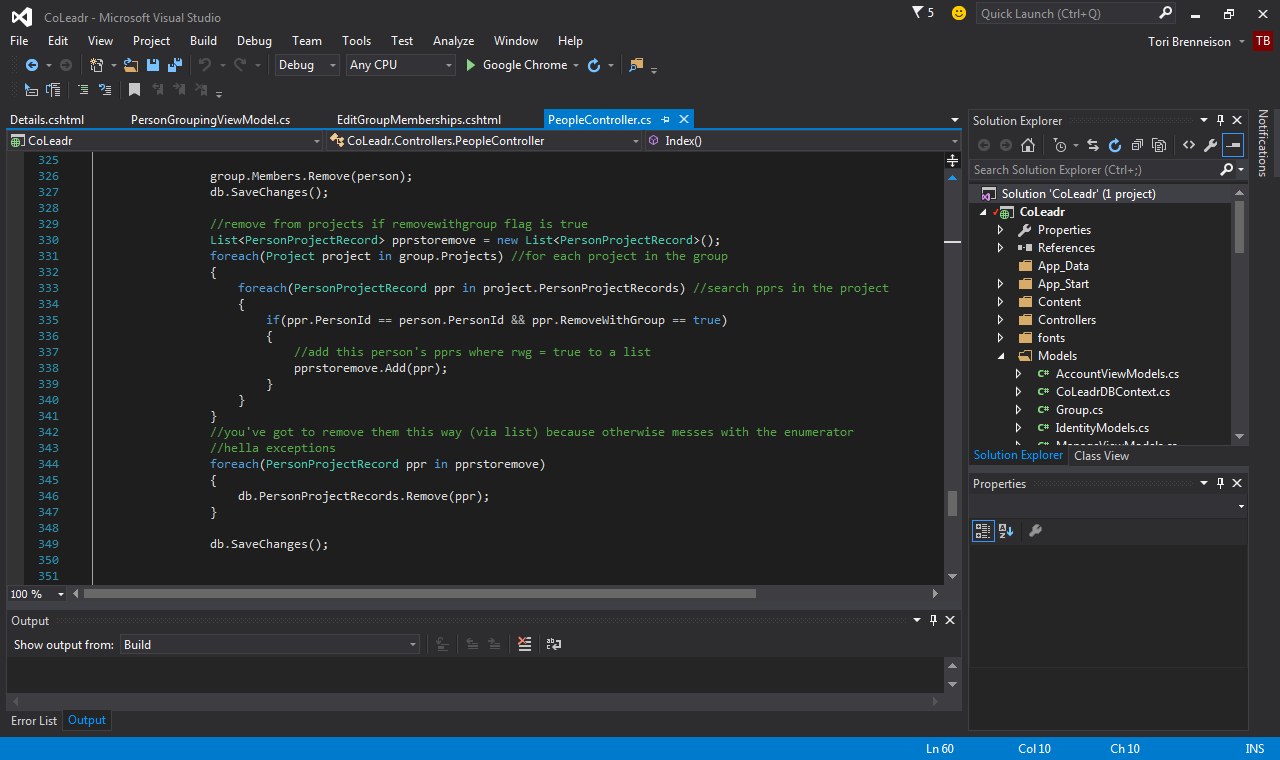 CoLeadr - Microsoft Visual Studio
5
Quick Launch (Ctrl+Q)
File Edit View Project Build Debug Team Tools Test Analyze Window Help
Tori Brenneison
TB
Debug
Any CPU
Google Chrome
Details.cshtml
PersonGroupingViewModel.cs
EditGroupMemberships.cshtml
PeopleController.cs
CoLeadr
CoLeadr.Controllers.PeopleController
Index()
325
326 group.Members.Remove(person);
327 db.SaveChanges();
328
329 //remove from projects if removewithgroup flag is true
330 List<PersonProjectRecord> pprstoremove = new List<PersonProjectRecord>();
331 foreach(Project project in group.Projects) //for each project in the group
332 {
333 foreach(PersonProjectRecord ppr in project.PersonProjectRecords) //search pprs in the project
334 {
335 if(ppr.PersonId == person.PersonId && ppr.RemoveWithGroup == true)
336 {
337 //add this person's pprs where rwg = true to a list
338 pprstoremove.Add(ppr);
339 }
340 }
341 }
342 //you've got to remove them this way (via list) because otherwise messes with the enumerator
343 //hella exceptions
344 foreach(PersonProjectRecord ppr in pprstoremove)
345 {
346 db.PersonProjectRecords.Remove(ppr);
347 }
348
349 db.SaveChanges();
350
351
100 %
Output
Show output from:
Build
Error List
Output
Solution Explorer
Search Solution Explorer (Ctrl+;)
Solution 'CoLeadr' (1 project)
CoLeadr
Properties
References
App_Data
App_Start
Content
Controllers
fonts
Models
C# AccountViewModels.cs
C# CoLeadrDBContext.cs
C# Group.cs
C# IdentityModels.cs
ManageViewModels.cs
Solution Explorer
Class View
Properties
Notifications
Ln 60
Col 10
Ch 10
INS